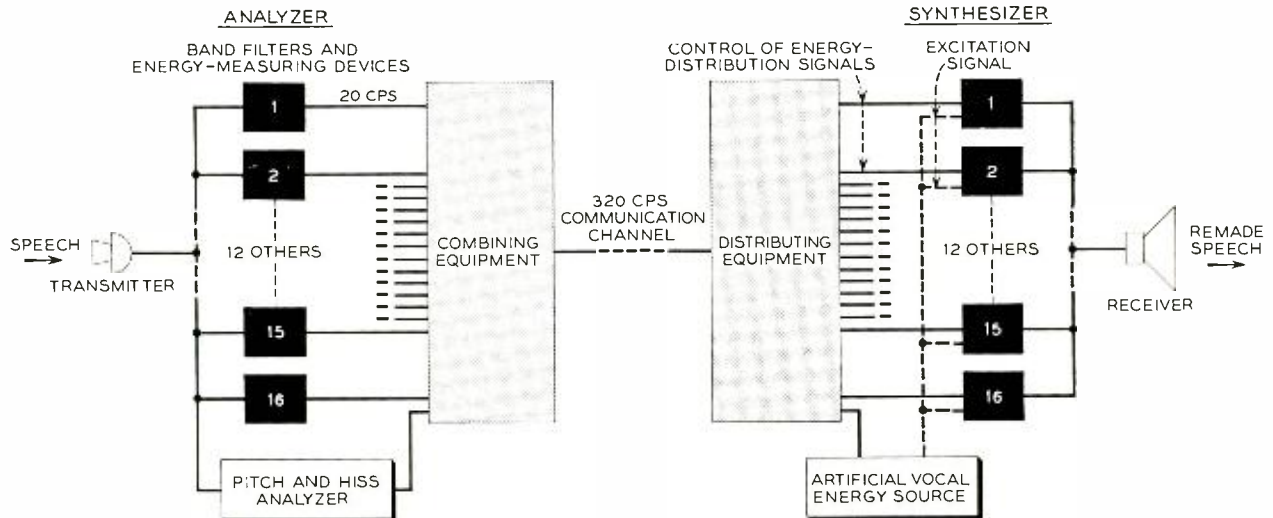 ANALYZER
SYNTHESIZER
BAND FILTERS AND
ENERGY-MEASURING DEVICES
CONTROL OF ENERGY-
DISTRIBUTION SIGNALS
EXCITATION
SIGNAL
1
20 CPS
1
2
2
SPEECH
TRANSMITTER
12 OTHERS
COMBINING
EQUIPMENT
320 CPS
COMMUNICATION
CHANNEL
DISTRIBUTING
EQUIPMENT
12 OTHERS
REMADE
SPEECH
RECEIVER
15
15
16
16
PITCH AND HISS
ANALYZER
ARTIFICIAL VOCAL
ENERGY SOURCE